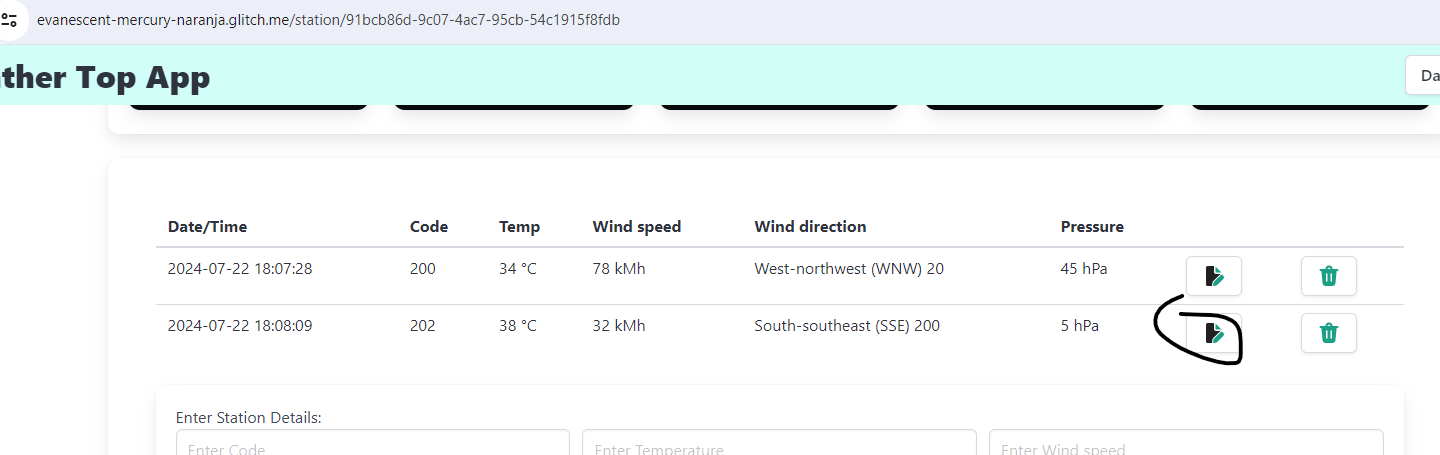 evanescent-mercury-naranja.glitch.me/station/91bcb86d-9c07-4ac7-95cb-54c1915f8fdb
ther Top App
Da
Date/Time Code Temp Wind speed Wind direction Pressure
2024-07-22 18:07:28 200 34 °C 78 kMh West-northwest (WNW) 20 45 hPa
2024-07-22 18:08:09 202 38 °C 32 kMh South-southeast (SSE) 200 5 hPa
Enter Station Details:
Enter Code Enter Temperature Enter Wind speed